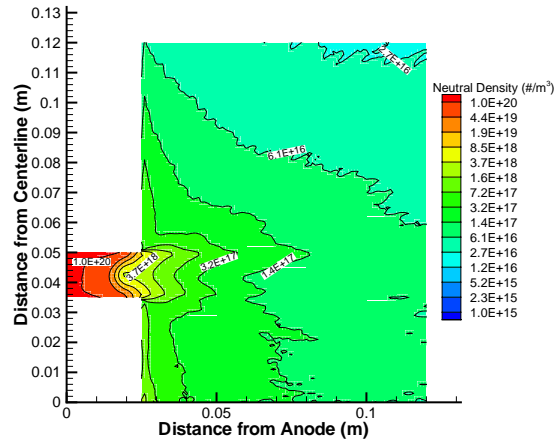 0.13
0.12
0.11
0.1
0.09
0.08
0.07
0.06
0.05
0.04
0.03
0.02
0.01
0
Distance from Centerline (m)
0
0.05
0.1
Distance from Anode (m)
2.7E+16
6.1E+16
1.0E+20
3.7E+18
3.2E+17
1.4E+17
Neutral Density (#/m³)
1.0E+20
4.4E+19
1.9E+19
8.5E+18
3.7E+18
1.6E+18
7.2E+17
3.2E+17
1.4E+17
6.1E+16
2.7E+16
1.2E+16
5.2E+15
2.3E+15
1.0E+15